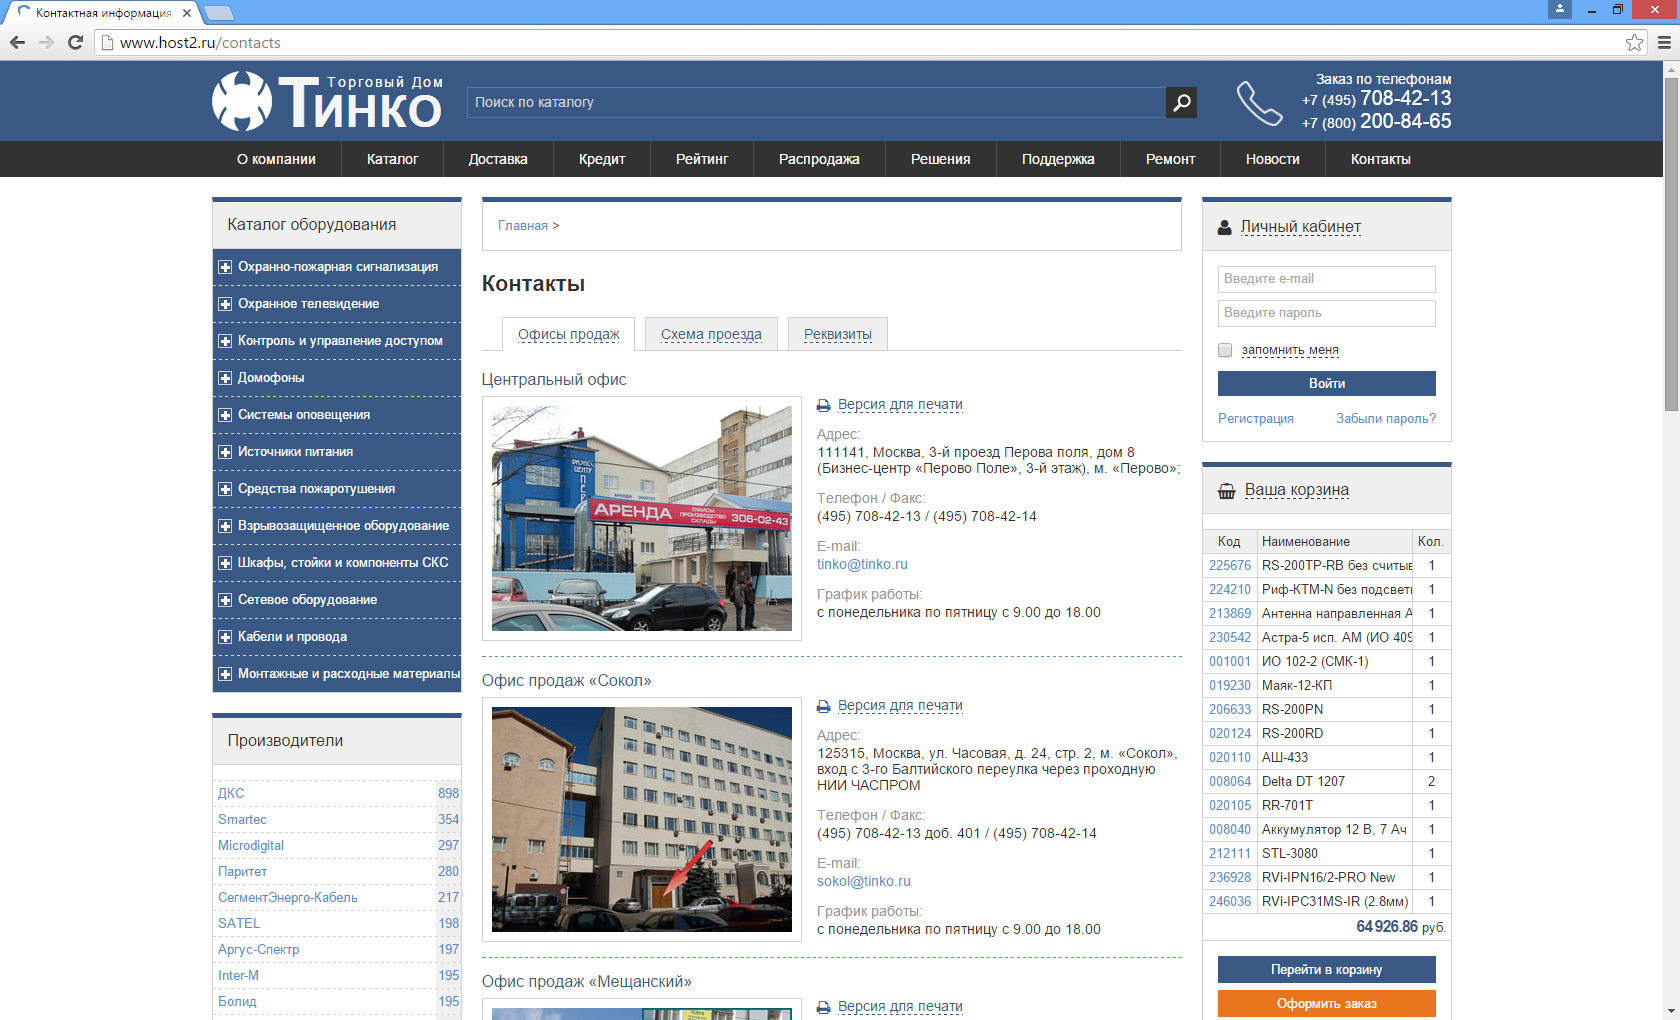 Контактная информация
www.host2.ru/contacts
Торговый Дом
Тинко
Поиск по каталогу
Заказ по телефонам
+7 (495) 708-42-13
+7 (800) 200-84-65
О компании Каталог Доставка Кредит Рейтинг Распродажа Решения Поддержка Ремонт Новости Контакты
Каталог оборудования
Охранно-пожарная сигнализация
Охранное телевидение
Контроль и управление доступом
Домофоны
Системы оповещения
Источники питания
Средства пожаротушения
Взрывозащищенное оборудование
Шкафы, стойки и компоненты СКС
Сетевое оборудование
Кабели и провода
Монтажные и расходные материалы
Производители
ДКС 898
Smartec 354
Microdigital 297
Паритет 280
СегментЭнерго-Кабель 217
SATEL 198
Аргус-Спектр 197
Inter-M 195
Болид 195
Главная >
Контакты
Офисы продаж Схема проезда Реквизиты
Центральный офис
БИЗНЕС
ЦЕНТР
АРЕНДА
АРЕНДА
ОФИСЫ
ПРОИЗВОДСТВО
СКЛАДЫ
306-02-43
Версия для печати
Адрес:
111141, Москва, 3-й проезд Перова поля, дом 8
(Бизнес-центр «Перово Поле», 3-й этаж), м. «Перово»;
Телефон / Факс:
(495) 708-42-13 / (495) 708-42-14
E-mail:
tinko@tinko.ru
График работы:
с понедельника по пятницу с 9.00 до 18.00
Офис продаж «Сокол»
Версия для печати
Адрес:
125315, Москва, ул. Часовая, д. 24, стр. 2, м. «Сокол»,
вход с 3-го Балтийского переулка через проходную
НИИ ЧАСПРОМ
Телефон / Факс:
(495) 708-42-13 доб. 401 / (495) 708-42-14
E-mail:
sokol@tinko.ru
График работы:
с понедельника по пятницу с 9.00 до 18.00
Офис продаж «Мещанский»
Версия для печати
Личный кабинет
Введите e-mail
Введите пароль
запомнить меня
Войти
Регистрация Забыли пароль?
Ваша корзина
Код Наименование Кол.
225676 RS-200TP-RB без считыв 1
224210 Риф-КТМ-N без подсветк 1
213869 Антенна направленная А 1
230542 Астра-5 исп. АМ (ИО 409 1
001001 ИО 102-2 (СМК-1) 1
019230 Маяк-12-КП 1
206633 RS-200PN 1
020124 RS-200RD 1
020110 АШ-433 1
008064 Delta DT 1207 2
020105 RR-701T 1
008040 Аккумулятор 12 В, 7 Ач 1
212111 STL-3080 1
236928 RVi-IPN16/2-PRO New 1
246036 RVi-IPC31MS-IR (2.8мм) 1
64 926.86 руб.
Перейти в корзину
Оформить заказ